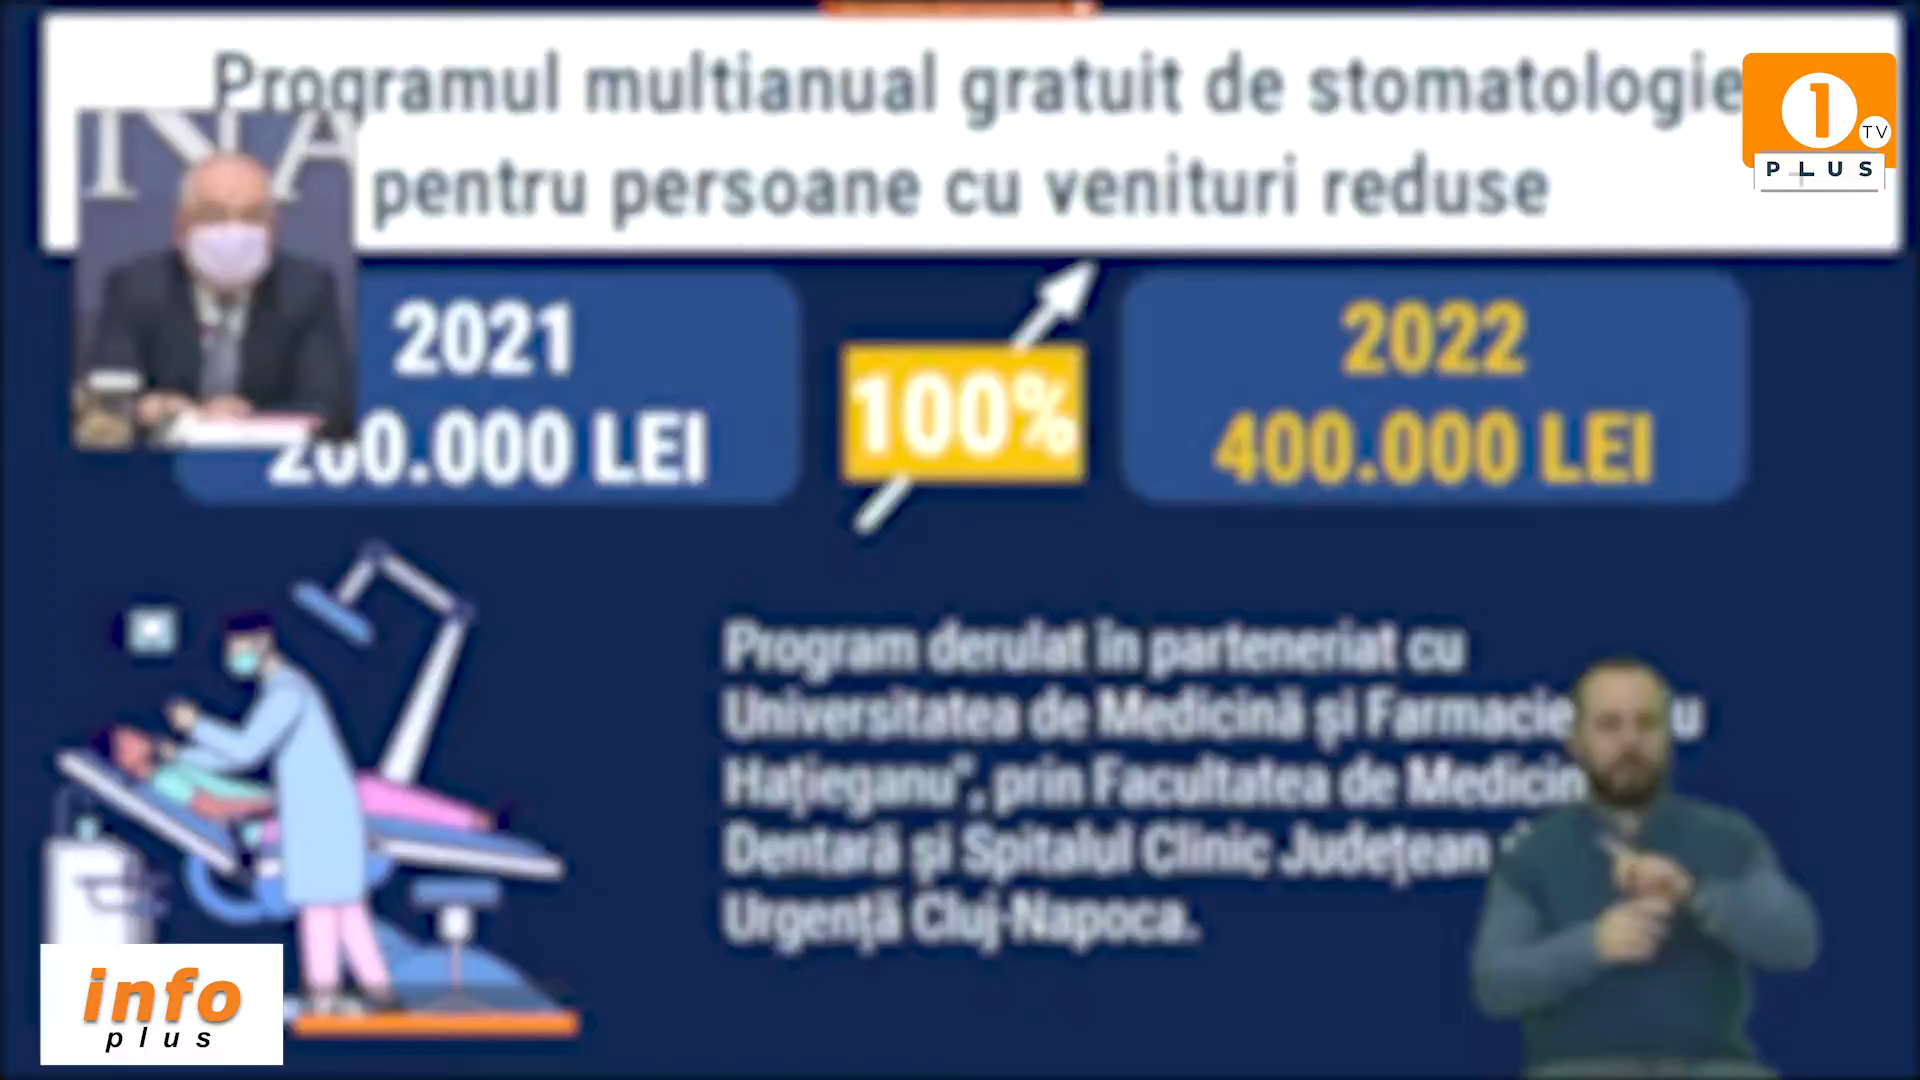 Programul multianual gratuit de stomatologie
pentru persoane cu venituri reduse
1
TV
PLUS
NA
2021
200.000 LEI
100%
2022
400.000 LEI
Program derulat în parteneriat cu
Universitatea de Medicină și Farmacie
Hațieganu", prin Facultatea de Medicin
Dentară și Spitalul Clinic Județean
Urgență Cluj-Napoca.
info
plus